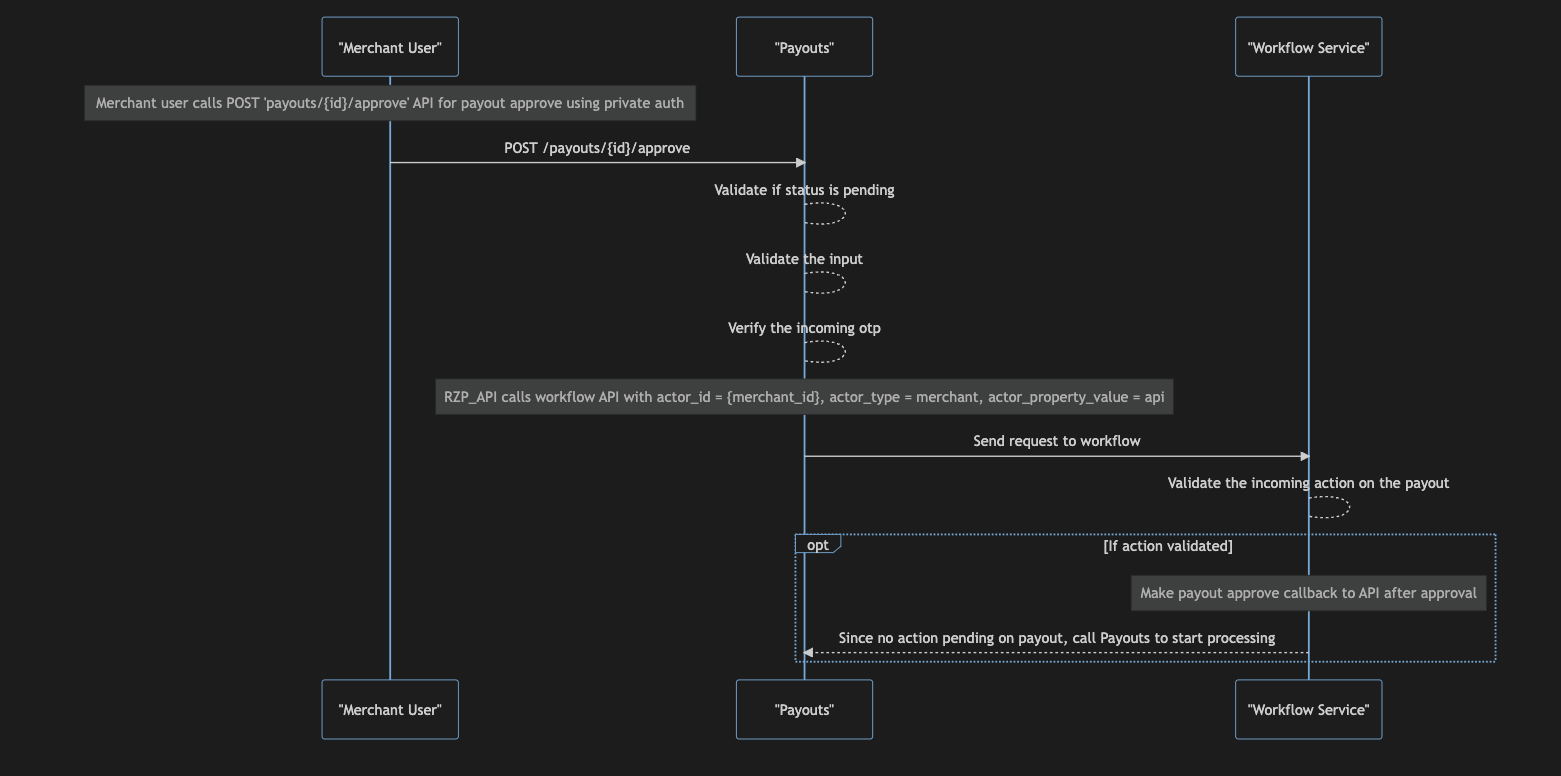 "Merchant User"
"Payouts"
"Workflow Service"
Merchant user calls POST 'payouts/{id}/approve' API for payout approve using private auth
POST /payouts/{id}/approve
Validate if status is pending
Validate the input
Verify the incoming otp
RZP_API calls workflow API with actor_id = {merchant_id}, actor_type = merchant, actor_property_value = api
Send request to workflow
Validate the incoming action on the payout
opt
[If action validated]
Make payout approve callback to API after approval
Since no action pending on payout, call Payouts to start processing
"Merchant User"
"Payouts"
"Workflow Service"